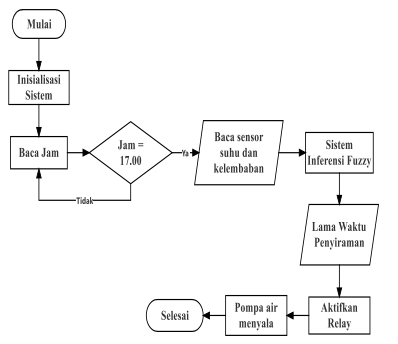 Mulai
Inisialisasi
Sistem
Baca Jam
Jam =
17.00
Ya
Tidak
Baca sensor
suhu dan
kelembaban
Sistem
Inferensi Fuzzy
Lama Waktu
Penyiraman
Aktifkan
Relay
Pompa air
menyala
Selesai